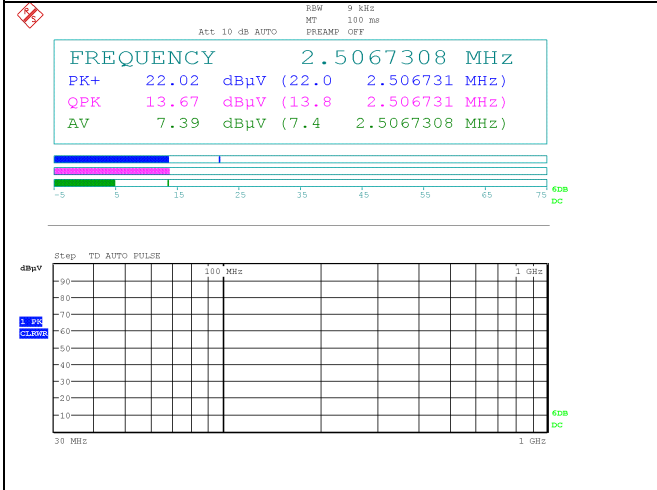 R S
RBW 9 kHz
MT 100 ms
Att 10 dB AUTO PREAMP OFF
FREQUENCY 2.5067308 MHz
PK+ 22.02 dBµV (22.0 2.506731 MHz)
QPK 13.67 dBµV (13.8 2.506731 MHz)
AV 7.39 dBµV (7.4 2.5067308 MHz)
-5 5 15 25 35 45 55 65 75
6DB
DC
Step TD AUTO PULSE
dBµV
100 MHz 1 GHz
90
80
70
1 PK
60
CLRWR
50
40
30
20
10
6DB
DC
30 MHz 1 GHz